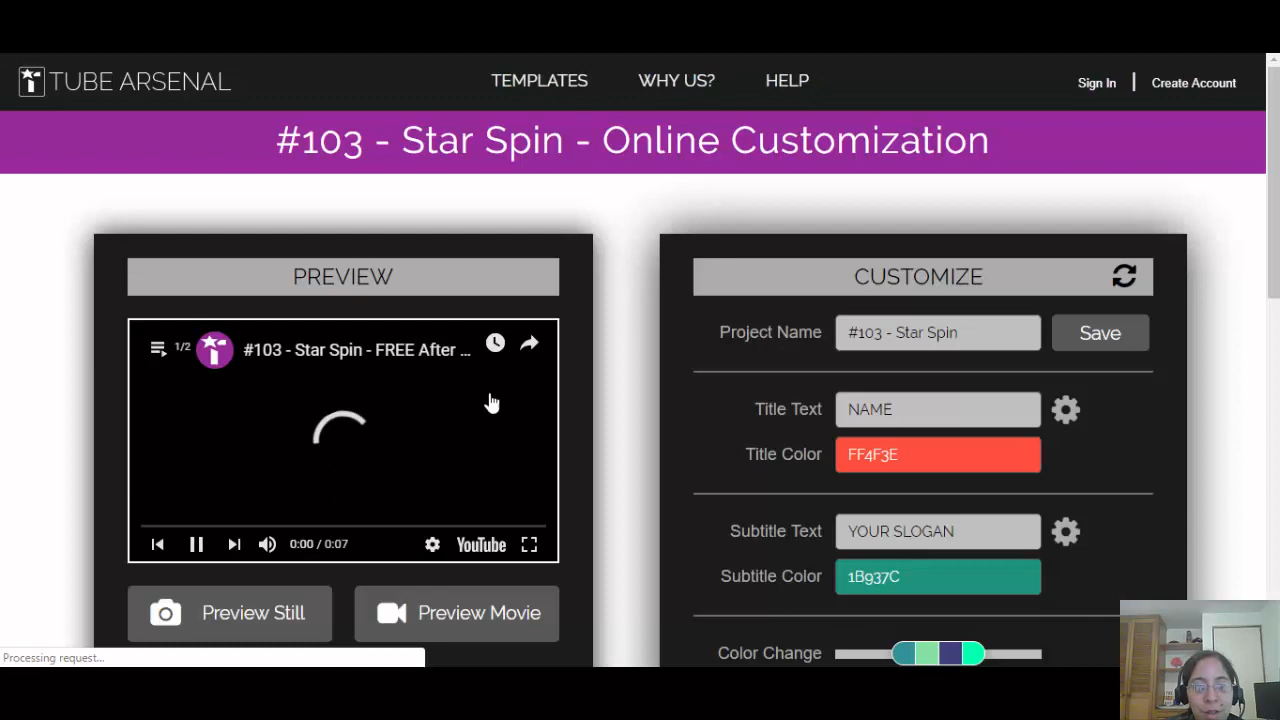 TUBE ARSENAL
TEMPLATES
WHY US?
HELP
Sign In
Create Account
#103 - Star Spin - Online Customization
PREVIEW
1/2
#103 - Star Spin - FREE After ...
0:00 / 0:07
YouTube
Preview Still
Preview Movie
CUSTOMIZE
Project Name
#103 - Star Spin
Save
Title Text
NAME
Title Color
FF4F3E
Subtitle Text
YOUR SLOGAN
Subtitle Color
1B937C
Color Change
Processing request...